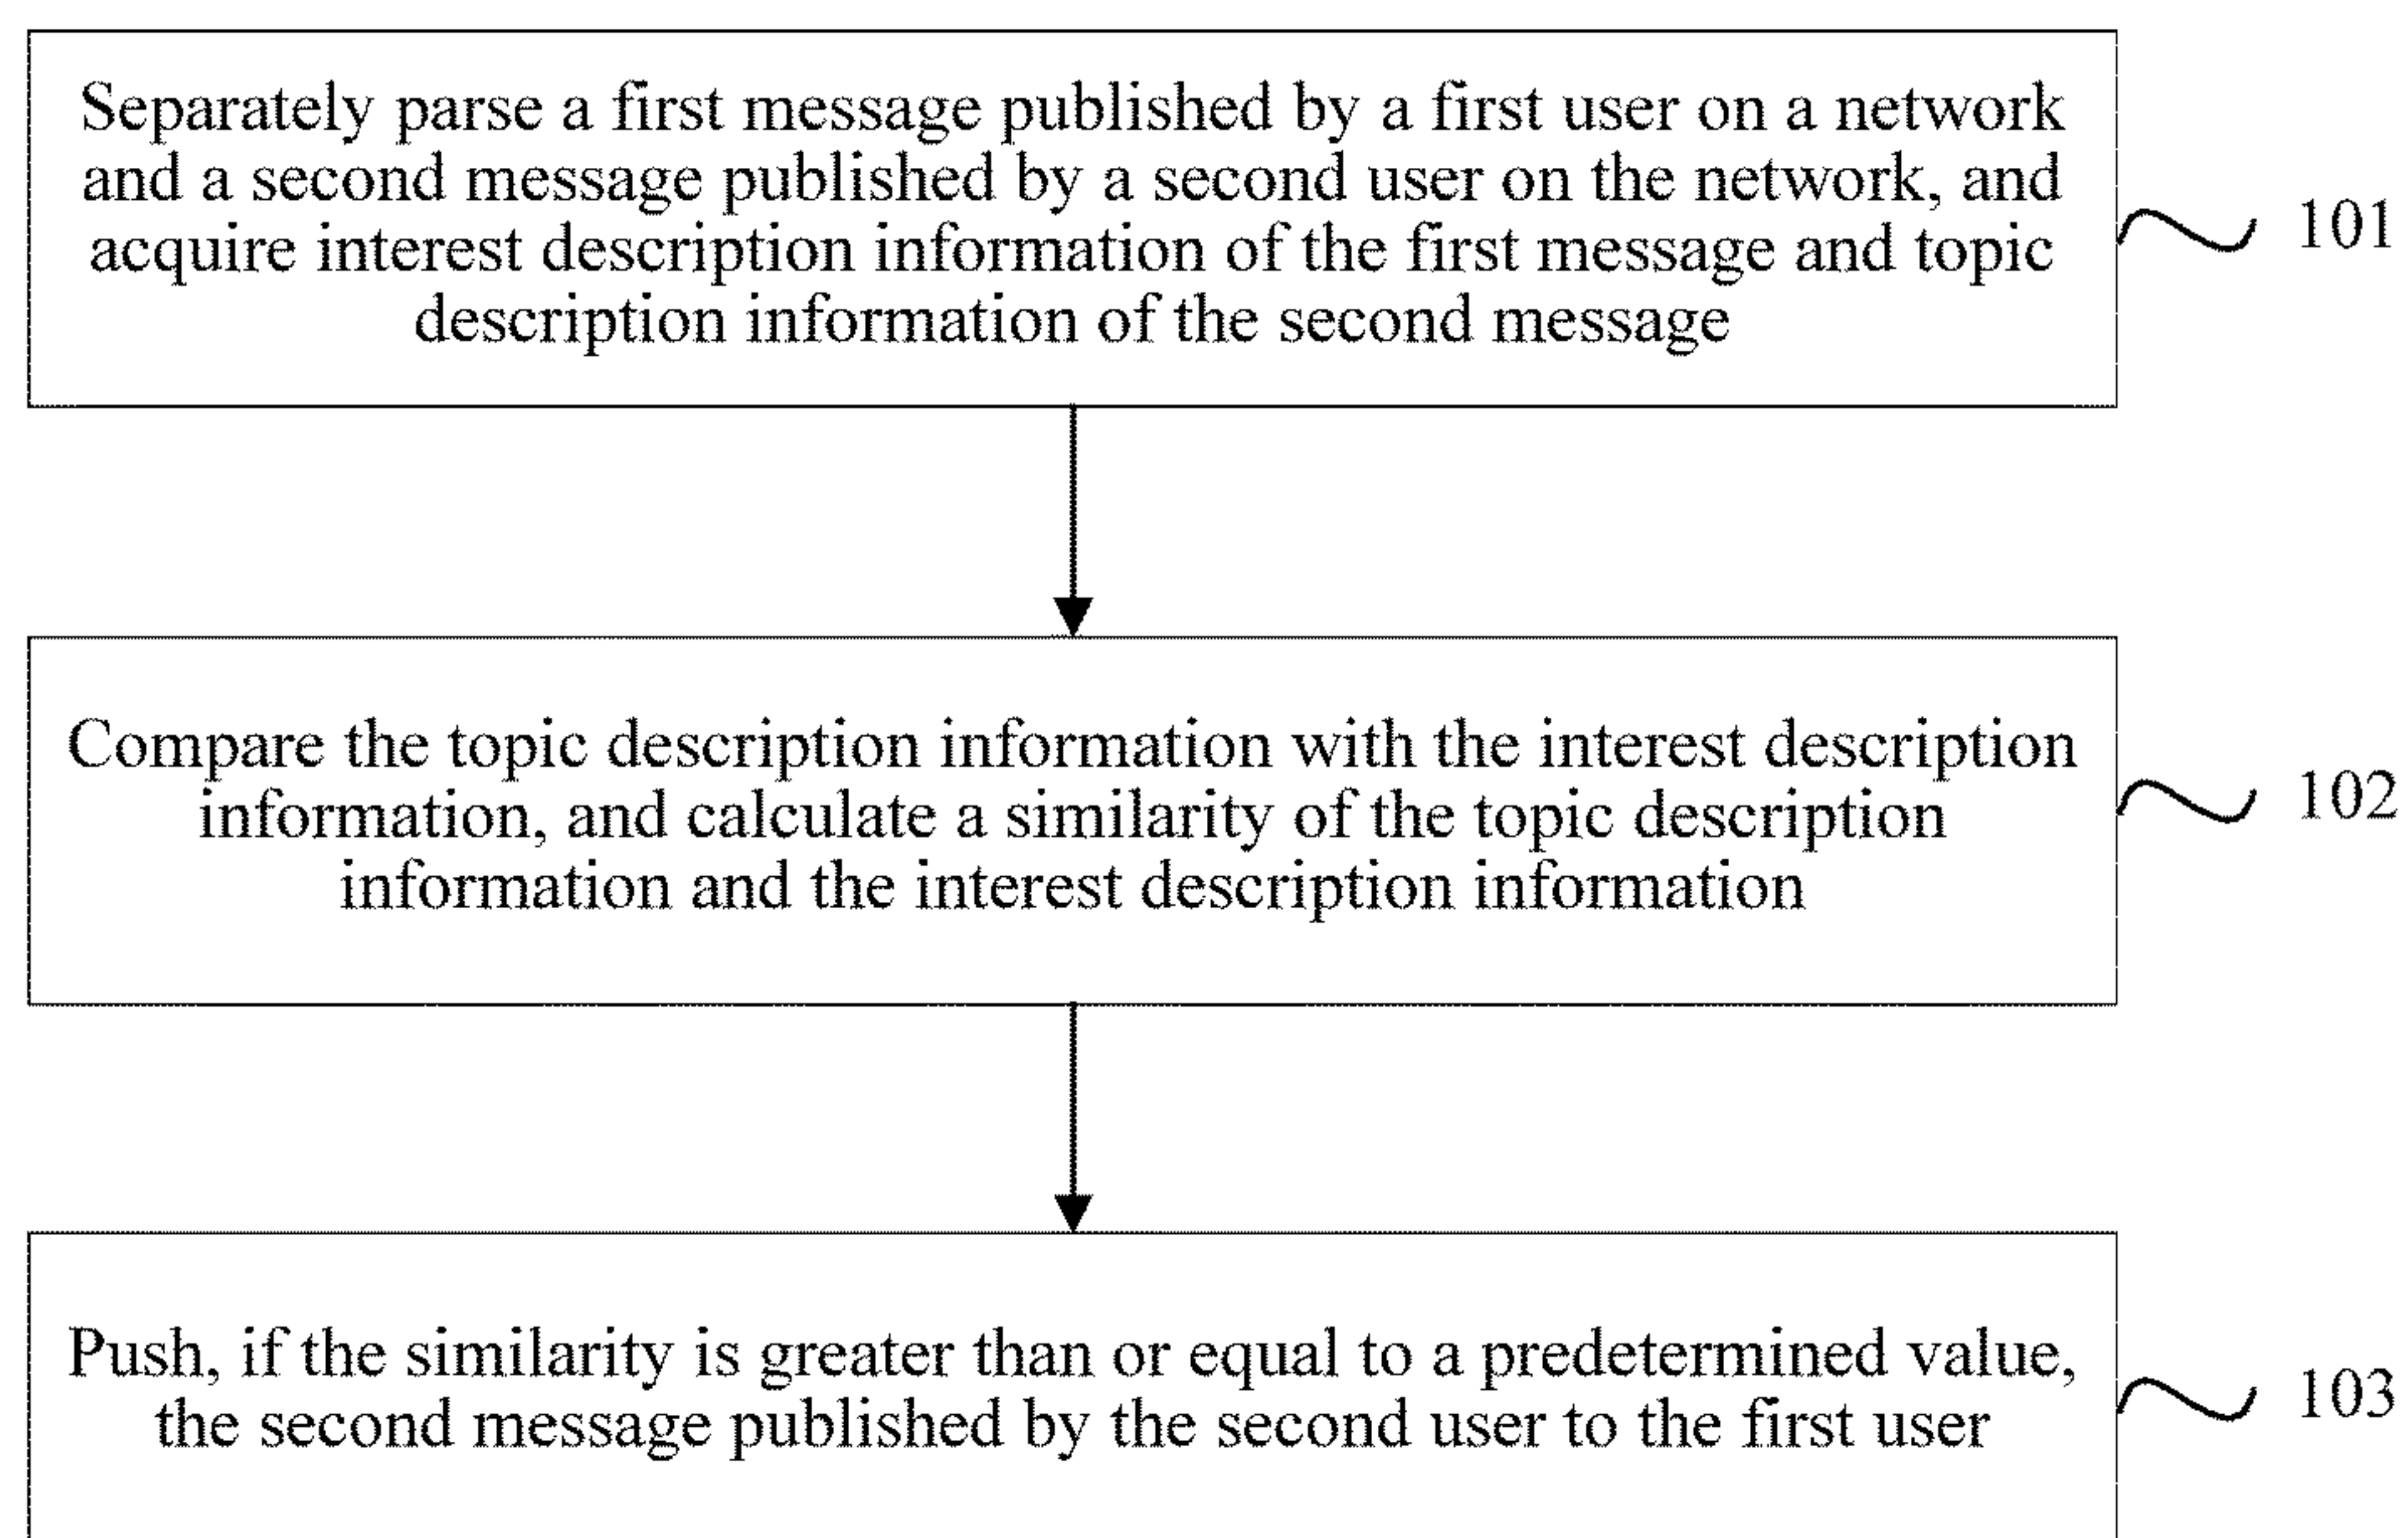 Separately parse a first message published by a first user on a network
and a second message published by a second user on the network, and
acquire interest description information of the first message and topic
description information of the second message
101
Compare the topic description information with the interest description
information, and calculate a similarity of the topic description
information and the interest description information
102
Push, if the similarity is greater than or equal to a predetermined value,
the second message published by the second user to the first user
103